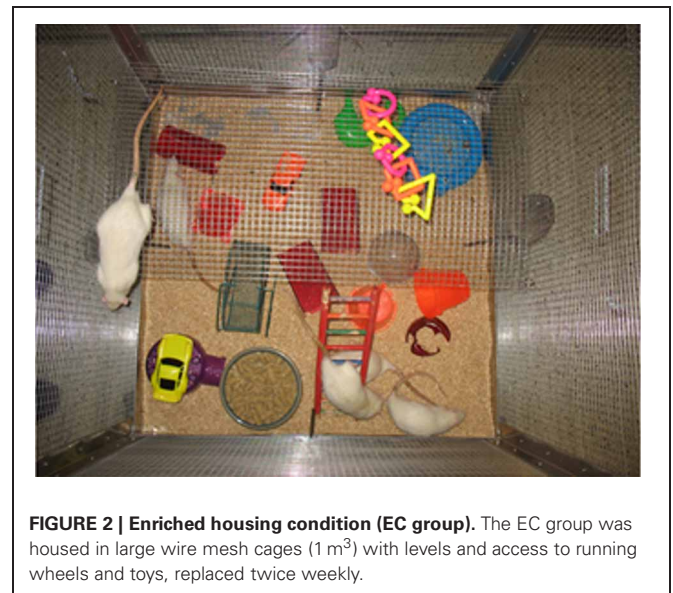 FIGURE 2 | Enriched housing condition (EC group). The EC group was
housed in large wire mesh cages (1 m³) with levels and access to running
wheels and toys, replaced twice weekly.